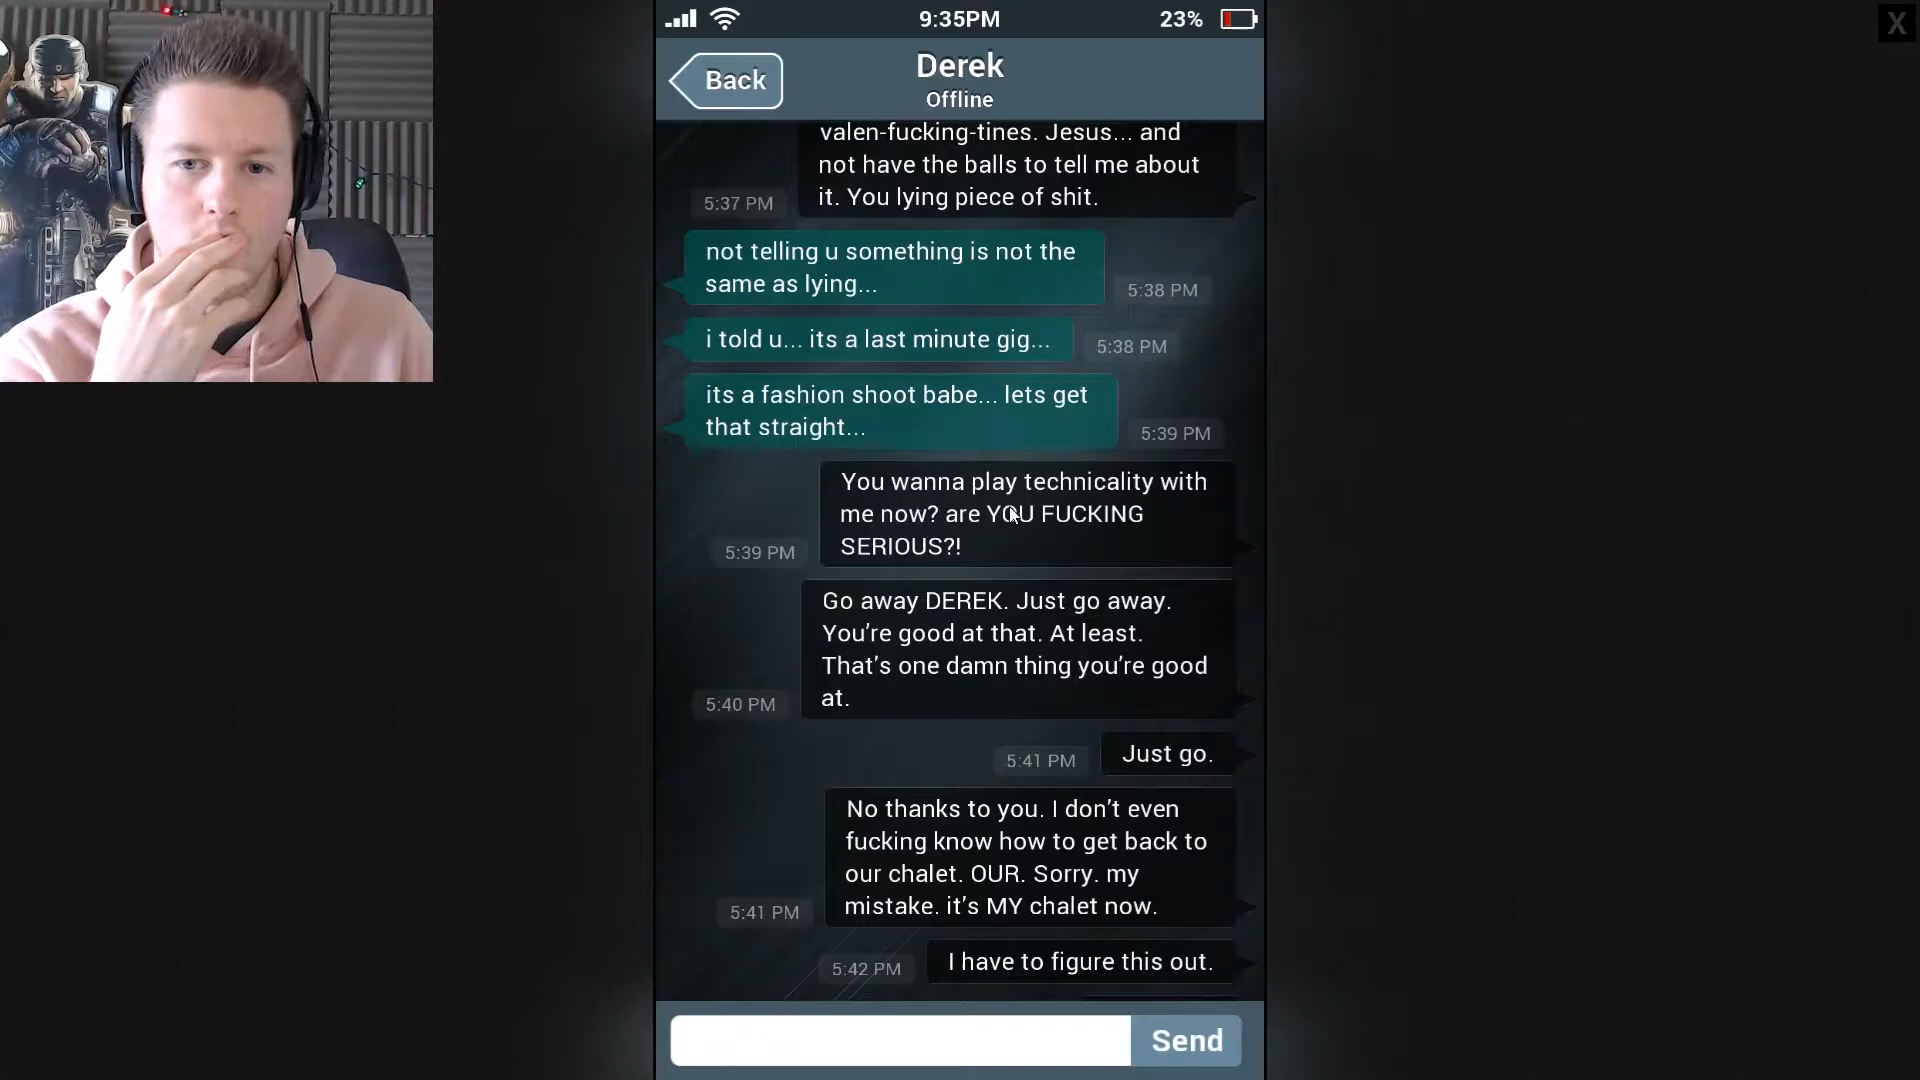 9:35PM
23%
X
Back
Derek
Offline
valen-fucking-tines. Jesus... and
not have the balls to tell me about
it. You lying piece of shit.
5:37 PM
not telling u something is not the
same as lying...
5:38 PM
i told u... its a last minute gig...
5:38 PM
its a fashion shoot babe... lets get
that straight...
5:39 PM
You wanna play technicality with
me now? are YOU FUCKING
SERIOUS?!
5:39 PM
Go away DEREK. Just go away.
You’re good at that. At least.
That’s one damn thing you’re good
at.
5:40 PM
Just go.
5:41 PM
No thanks to you. I don’t even
fucking know how to get back to
our chalet. OUR. Sorry. my
mistake. it’s MY chalet now.
5:41 PM
I have to figure this out.
5:42 PM
Send